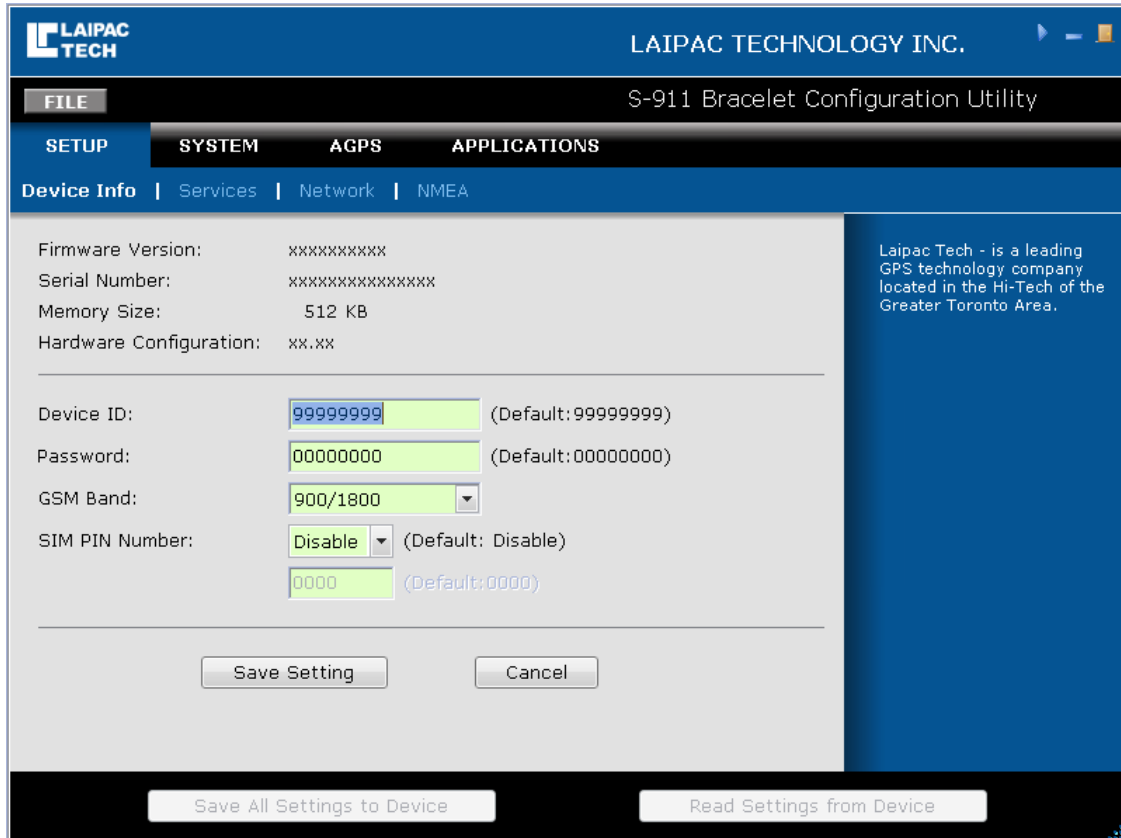 LAIPAC
TECH
LAIPAC TECHNOLOGY INC.
FILE
S-911 Bracelet Configuration Utility
SETUP SYSTEM AGPS APPLICATIONS
Device Info | Services | Network | NMEA
Firmware Version: xxxxxxxxxx
Serial Number: xxxxxxxxxxxxxxx
Memory Size: 512 KB
Hardware Configuration: xx.xx
Laipac Tech - is a leading
GPS technology company
located in the Hi-Tech of the
Greater Toronto Area.
Device ID: 99999999 (Default:99999999)
Password: 00000000 (Default:00000000)
GSM Band: 900/1800
SIM PIN Number: Disable (Default: Disable)
0000 (Default:0000)
Save Setting Cancel
Save All Settings to Device Read Settings from Device